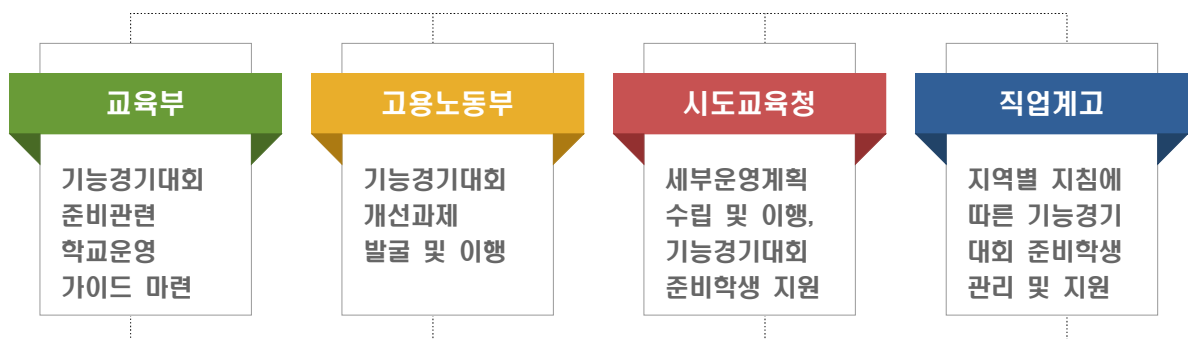 교육부
기능경기대회
준비관련
학교운영
가이드 마련
고용노동부
기능경기대회
개선과제
발굴 및 이행
시도교육청
세부운영계획
수립 및 이행,
기능경기대회
준비학생 지원
직업계고
지역별 지침에
따른 기능경기
대회 준비학생
관리 및 지원